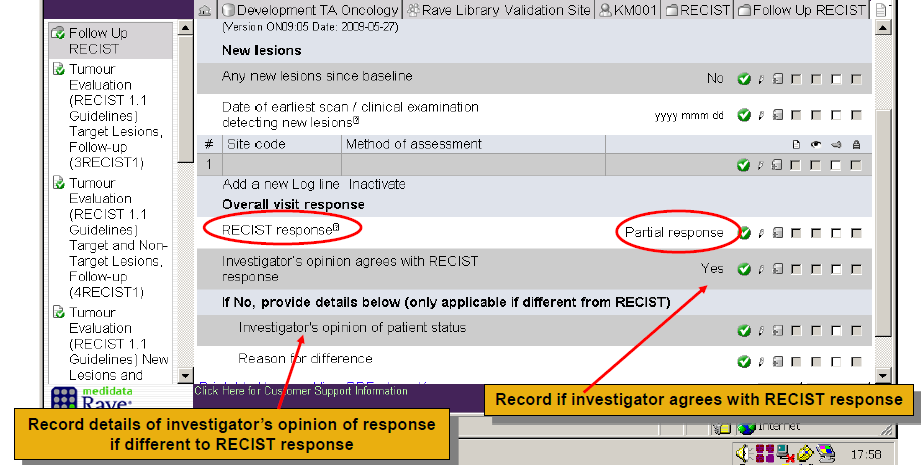 Development TA Oncology Rave Library Validation Site KM001 RECIST Follow Up RECIST
Follow Up
RECIST
Tumour
Evaluation
(RECIST 1.1
Guidelines)
Target Lesions,
Follow-up
(3RECIST1)
Tumour
Evaluation
(RECIST 1.1
Guidelines)
Target and Non-
Target Lesions,
Follow-up
(4RECIST1)
Tumour
Evaluation
(RECIST 1.1
Guidelines) New
Lesions and
medidata
Rave
(Version ON09:05 Date: 2009-05-27)
New lesions
Any new lesions since baseline No
Date of earliest scan / clinical examination
detecting new lesions yyyy mmm dd
# Site code Method of assessment
1
Add a new Log line Inactivate
Overall visit response
RECIST response Partial response
Investigator's opinion agrees with RECIST
response Yes
If No, provide details below (only applicable if different from RECIST)
Investigator's opinion of patient status
Reason for difference
Click Here for Customer Support Information
Record details of investigator's opinion of response
if different to RECIST response
Record if investigator agrees with RECIST response
Internet
17:58